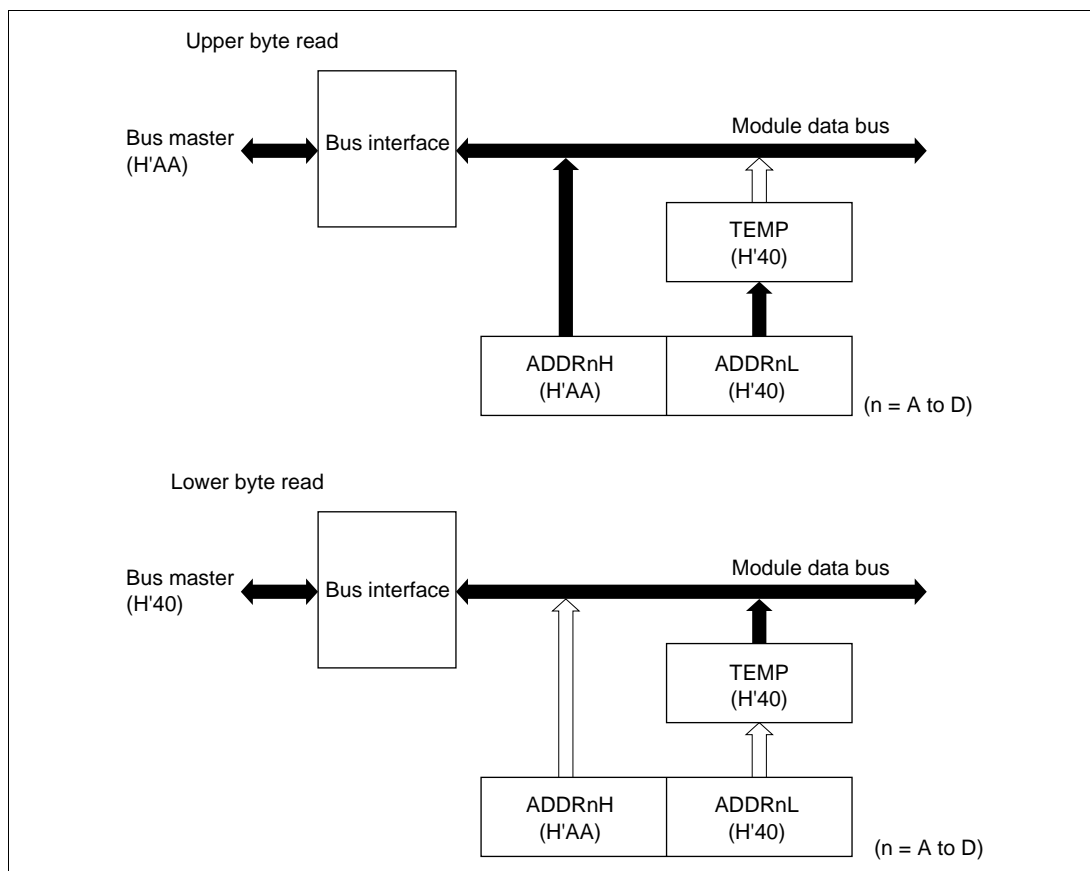 Upper byte read
Bus master
(H'AA)
Bus interface
Module data bus
TEMP
(H'40)
ADDRnH
(H'AA)
ADDRnL
(H'40)
(n = A to D)
Lower byte read
Bus master
(H'40)
Bus interface
Module data bus
TEMP
(H'40)
ADDRnH
(H'AA)
ADDRnL
(H'40)
(n = A to D)